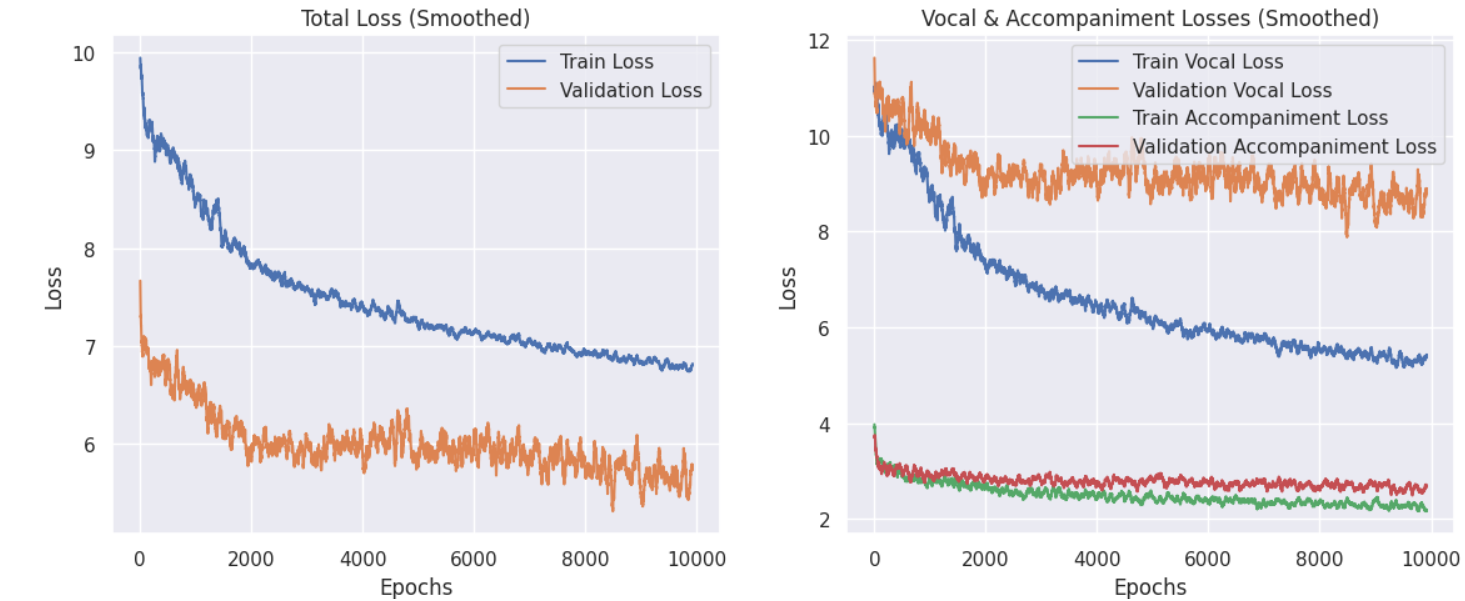 Total Loss (Smoothed)
Train Loss
Validation Loss
10
9
8
7
6
Loss
0
2000
4000
6000
8000
10000
Epochs
Vocal & Accompaniment Losses (Smoothed)
Train Vocal Loss
Validation Vocal Loss
Train Accompaniment Loss
Validation Accompaniment Loss
12
10
8
6
4
2
Loss
0
2000
4000
6000
8000
10000
Epochs